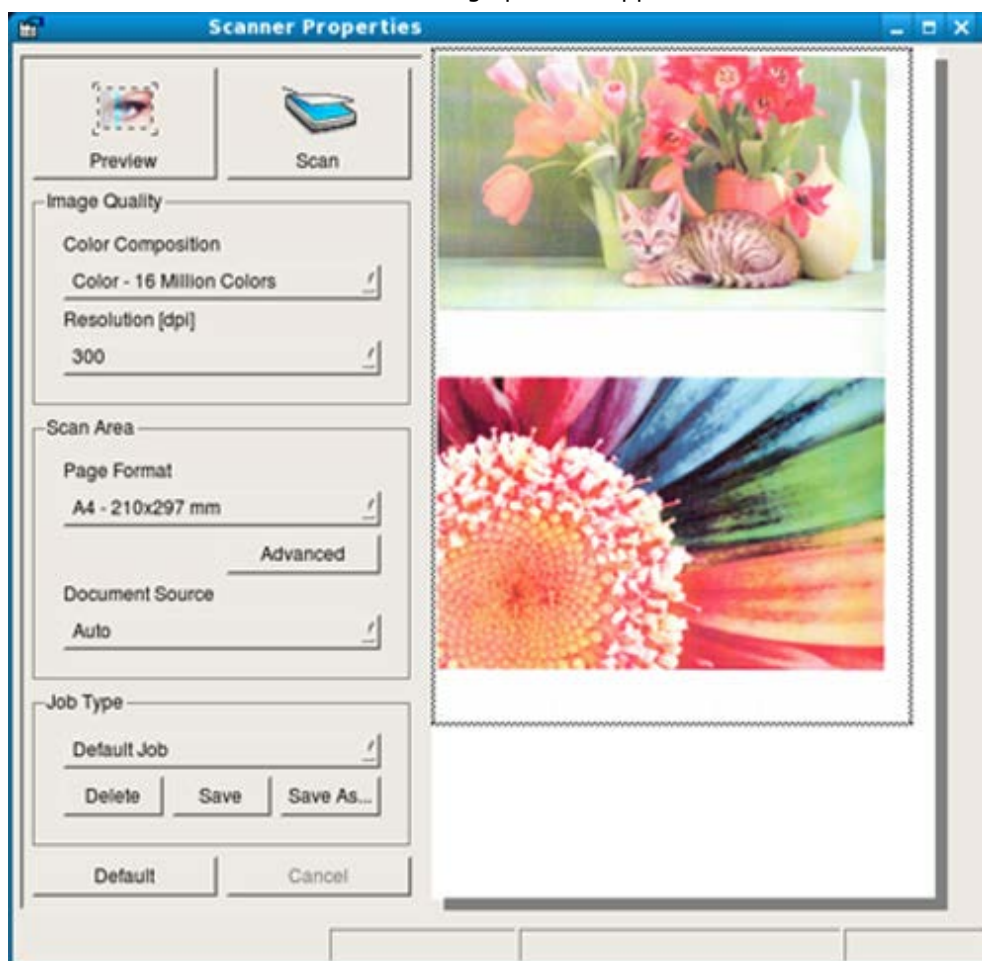 Scanner Properties
Preview
Scan
Image Quality
Color Composition
Color - 16 Million Colors
Resolution [dpi]
300
Scan Area
Page Format
A4 - 210x297 mm
Advanced
Document Source
Auto
Job Type
Default Job
Delete
Save
Save As...
Default
Cancel